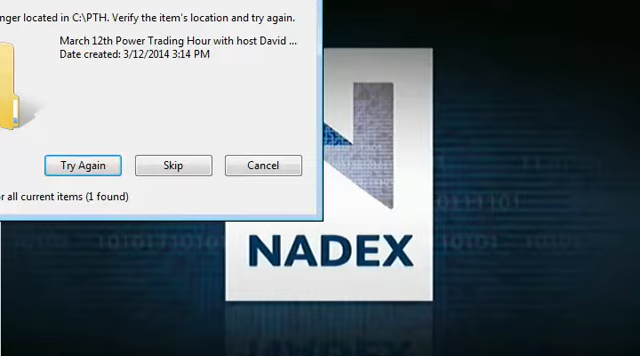 nger located in C:\PTH. Verify the item's location and try again.
March 12th Power Trading Hour with host David ...
Date created: 3/12/2014 3:14 PM
Try Again
Skip
Cancel
r all current items (1 found)
NADEX